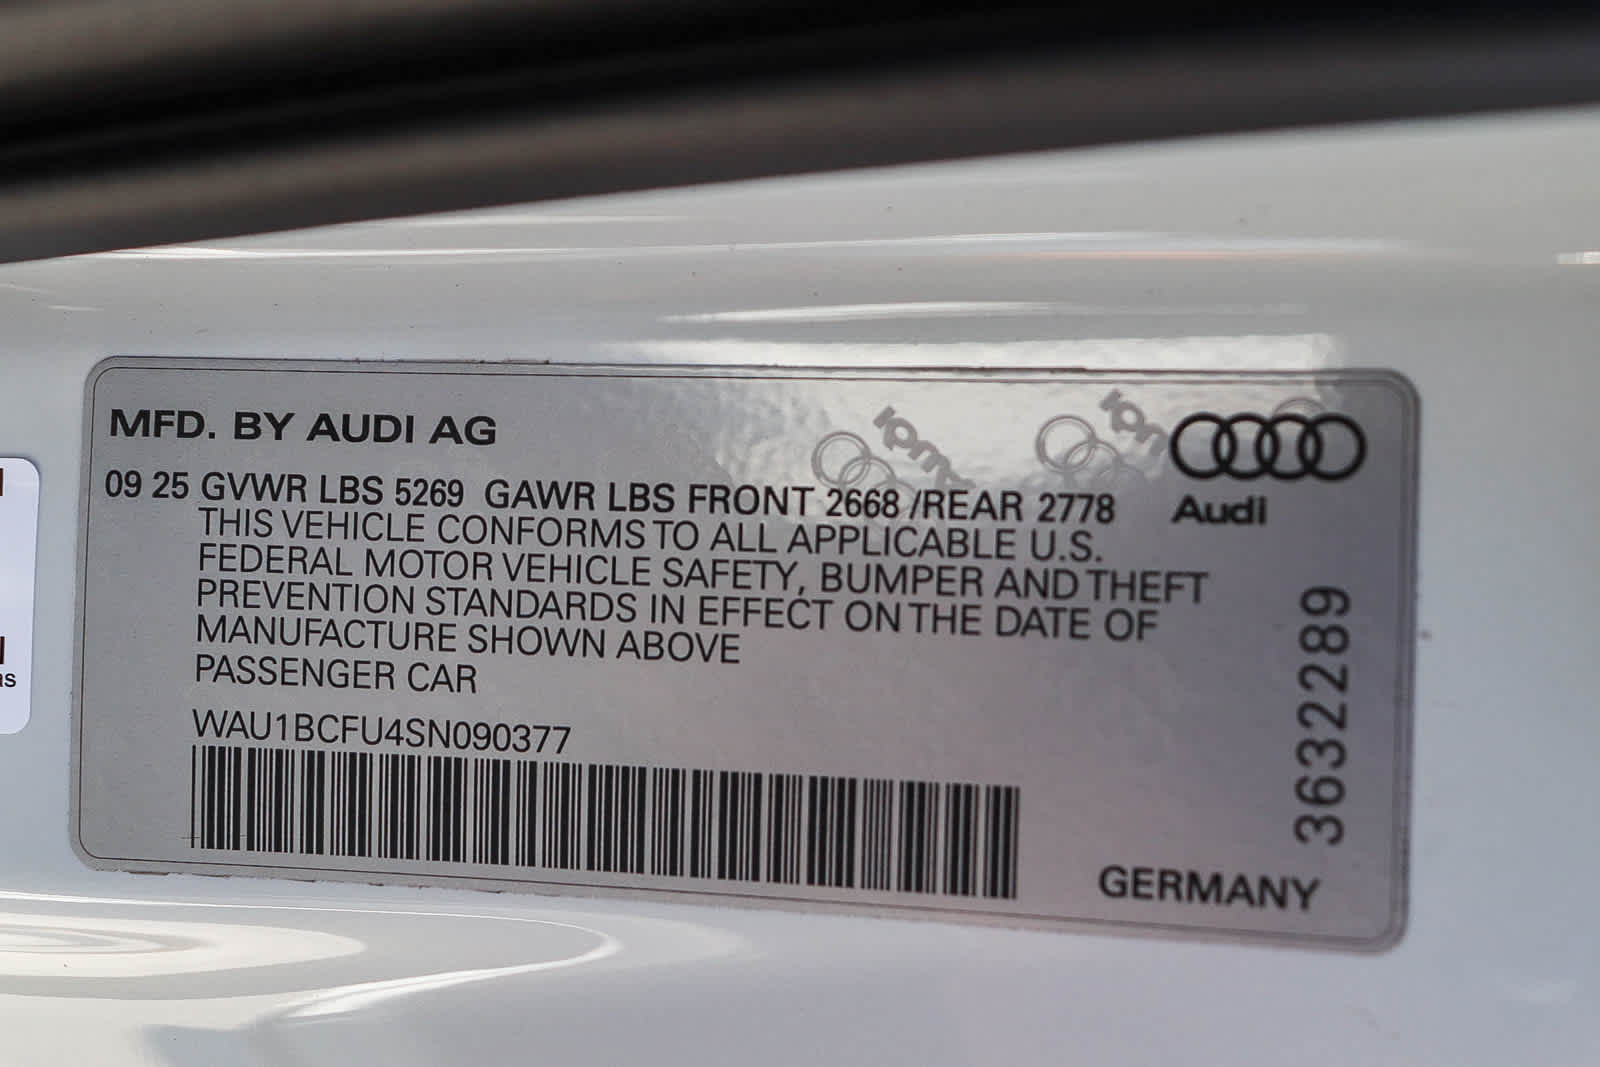 MFD. BY AUDI AG
09 25 GVWR LBS 5269 GAWR LBS FRONT 2668 /REAR 2778
THIS VEHICLE CONFORMS TO ALL APPLICABLE U.S.
FEDERAL MOTOR VEHICLE SAFETY, BUMPER AND THEFT
PREVENTION STANDARDS IN EFFECT ON THE DATE OF
MANUFACTURE SHOWN ABOVE
PASSENGER CAR
WAU1BCFU4SN090377
Audi
3632289
GERMANY